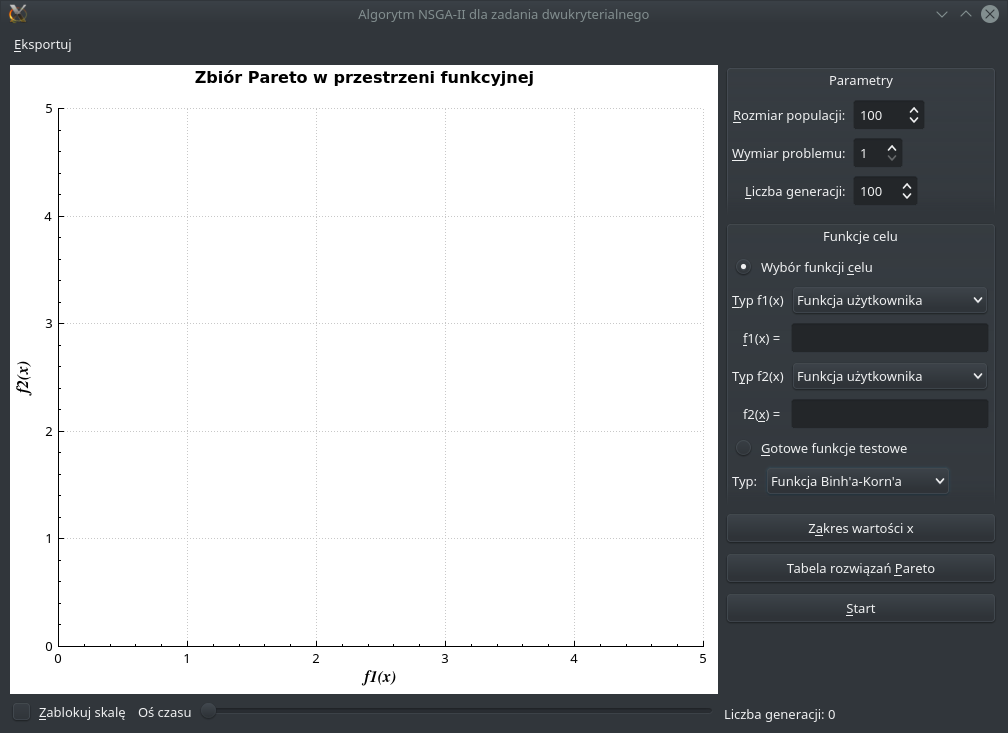 Algorytm NSGA-II dla zadania dwukryterialnego
Eksportuj
Zbiór Pareto w przestrzeni funkcyjnej
5
4
3
2
1
0
f2(x)
0 1 2 3 4 5
f1(x)
Zablokuj skalę Oś czasu
Parametry
Rozmiar populacji: 100
Wymiar problemu: 1
Liczba generacji: 100
Funkcje celu
Wybór funkcji celu
Typ f1(x) Funkcja użytkownika
f1(x) =
Typ f2(x) Funkcja użytkownika
f2(x) =
Gotowe funkcje testowe
Typ: Funkcja Binh'a-Korn'a
Zakres wartości x
Tabela rozwiązań Pareto
Start
Liczba generacji: 0